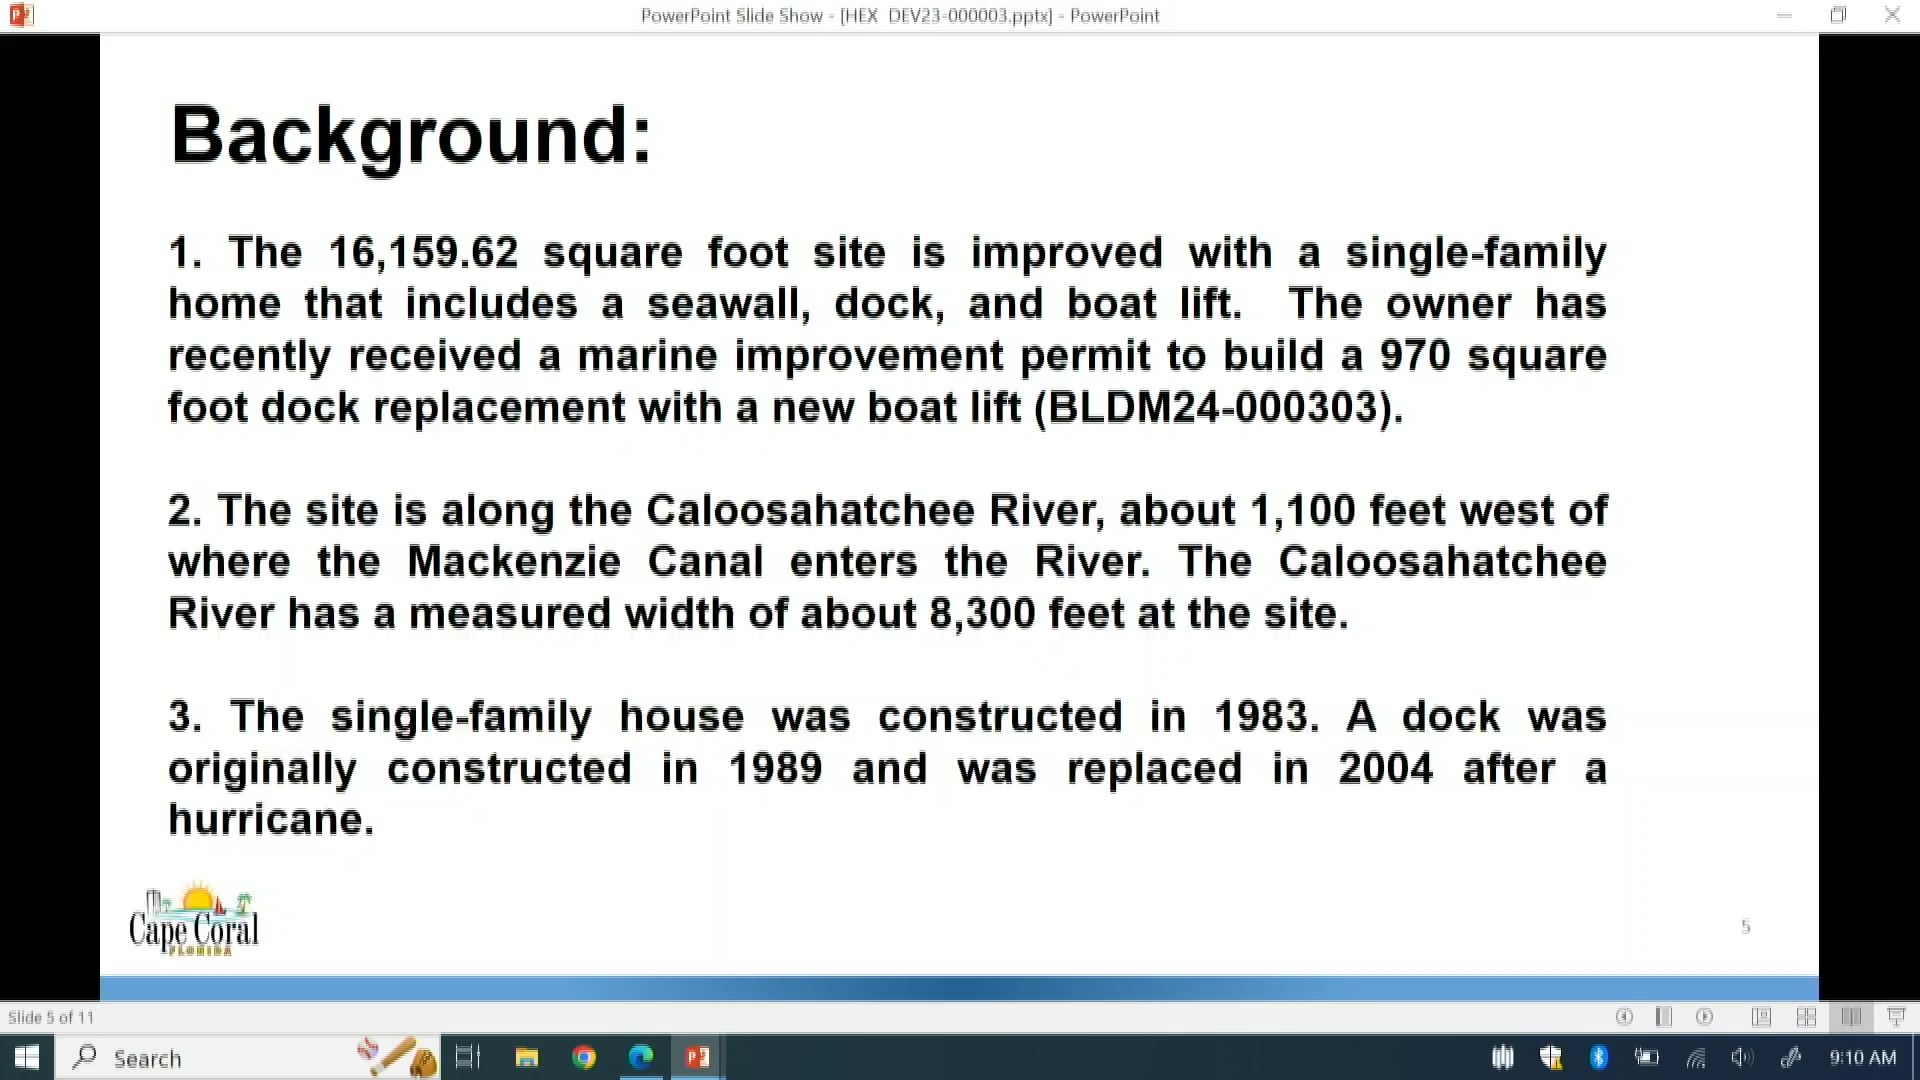 PowerPoint Slide Show - [HEX DEV23-000003.pptx] - PowerPoint
Background:
1. The 16,159.62 square foot site is improved with a single-family
home that includes a seawall, dock, and boat lift. The owner has
recently received a marine improvement permit to build a 970 square
foot dock replacement with a new boat lift (BLDM24-000303).
2. The site is along the Caloosahatchee River, about 1,100 feet west of
where the Mackenzie Canal enters the River. The Caloosahatchee
River has a measured width of about 8,300 feet at the site.
3. The single-family house was constructed in 1983. A dock was
originally constructed in 1989 and was replaced in 2004 after a
hurricane.
Cape Coral
FLORIDA
5
Slide 5 of 11
Search
9:10 AM